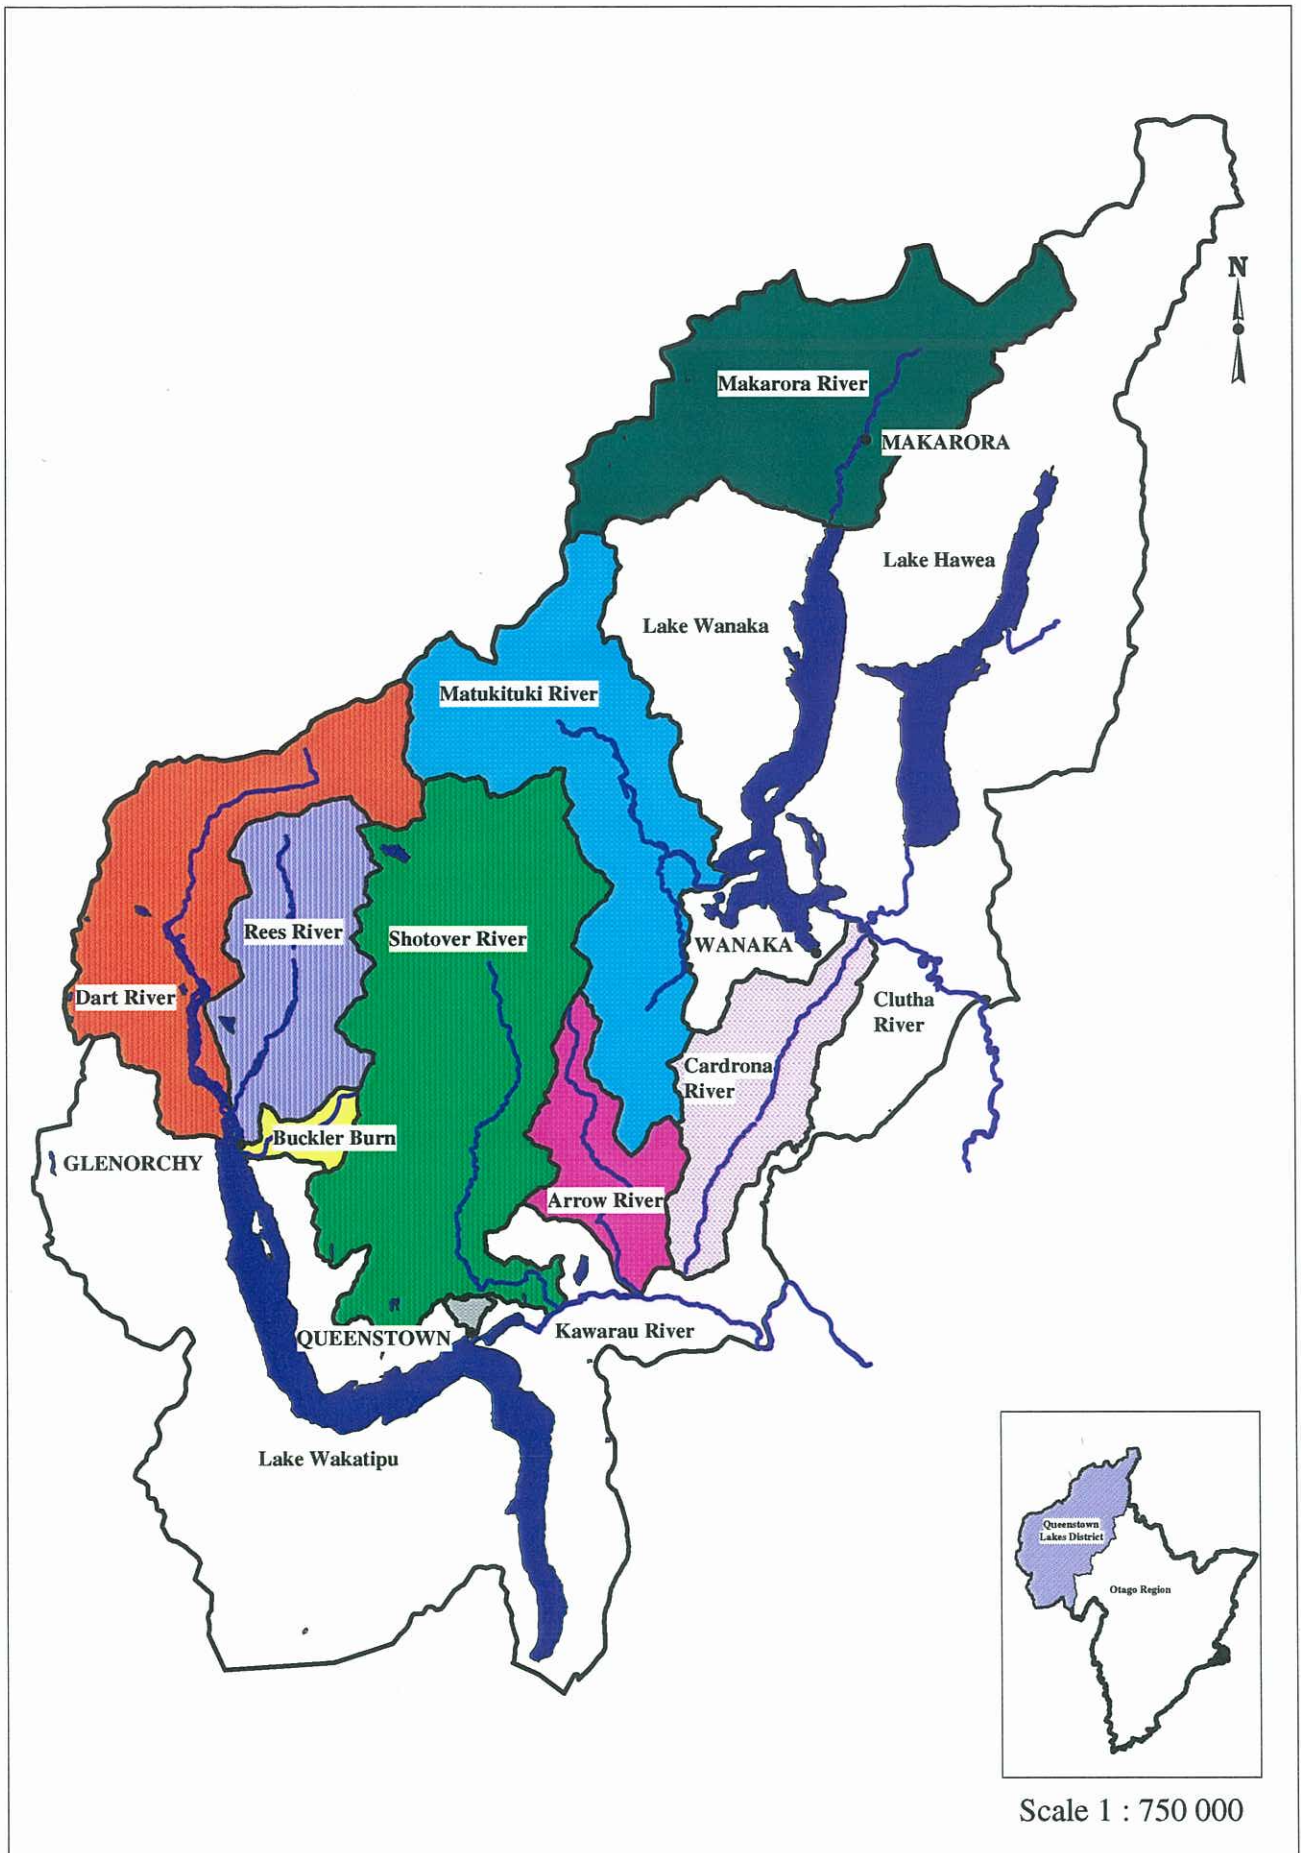 N
Makarora River
MAKARORA
Lake Hawea
Lake Wanaka
Matukituki River
Rees River
Shotover River
WANAKA
Dart River
Clutha
River
Cardrona
River
Buckler Burn
GLENORCHY
Arrow River
QUEENSTOWN
Kawarau River
Lake Wakatipu
Queenstown
Lakes District
Otago Region
Scale 1 : 750 000